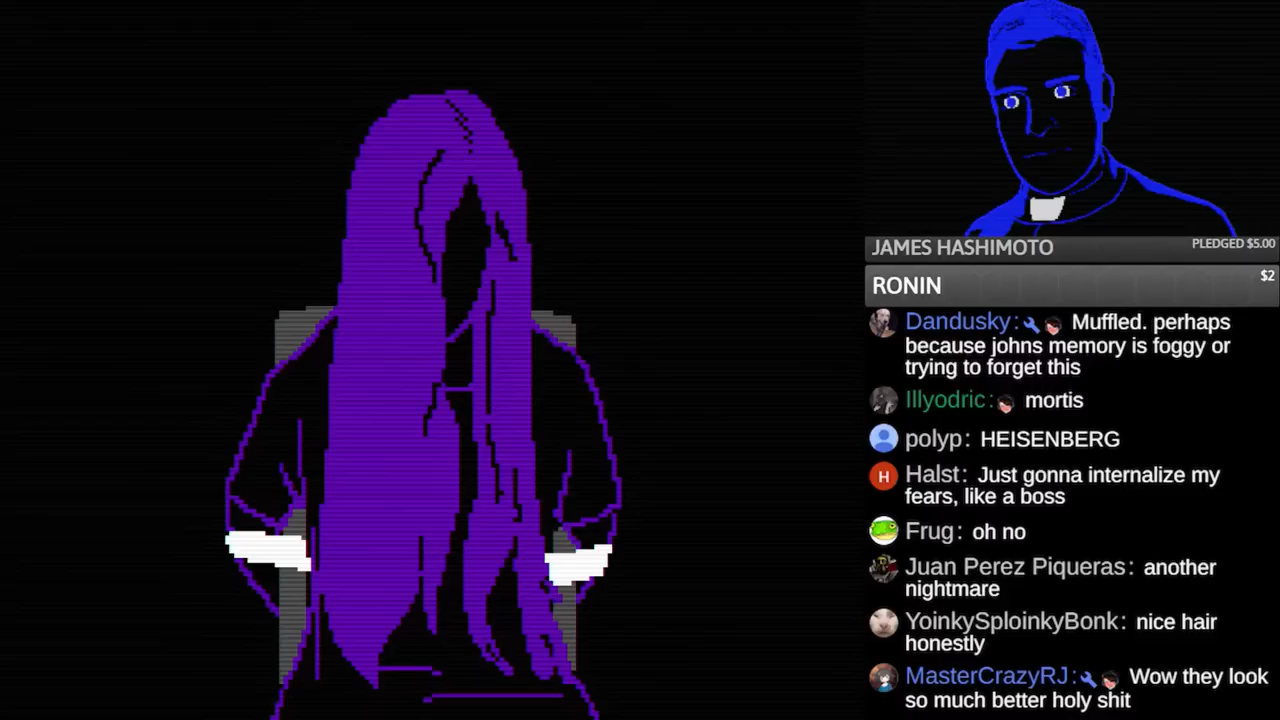 JAMES HASHIMOTO PLEDGED $5.00
RONIN $2
Dandusky: Muffled. perhaps
because johns memory is foggy or
trying to forget this
Illyodric: mortis
polyp: HEISENBERG
H Halst: Just gonna internalize my
fears, like a boss
Frug: oh no
Juan Perez Piqueras: another
nightmare
YoinkySploinkyBonk: nice hair
honestly
MasterCrazyRJ: Wow they look
so much better holy shit